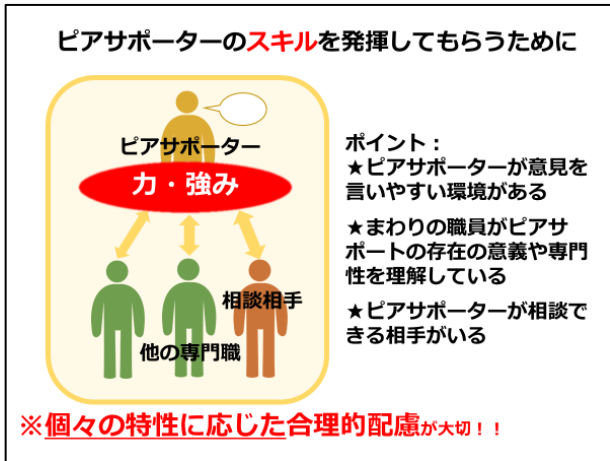 ピアサポーターのスキルを発揮してもらうために
ピアサポーター
力・強み
相談相手
他の専門職
ポイント：
★ピアサポーターが意見を
言いやすい環境がある
★まわりの職員がピアサ
ポートの存在の意義や専門
性を理解している
★ピアサポーターが相談で
きる相手がいる
※個々の特性に応じた合理的配慮が大切！！